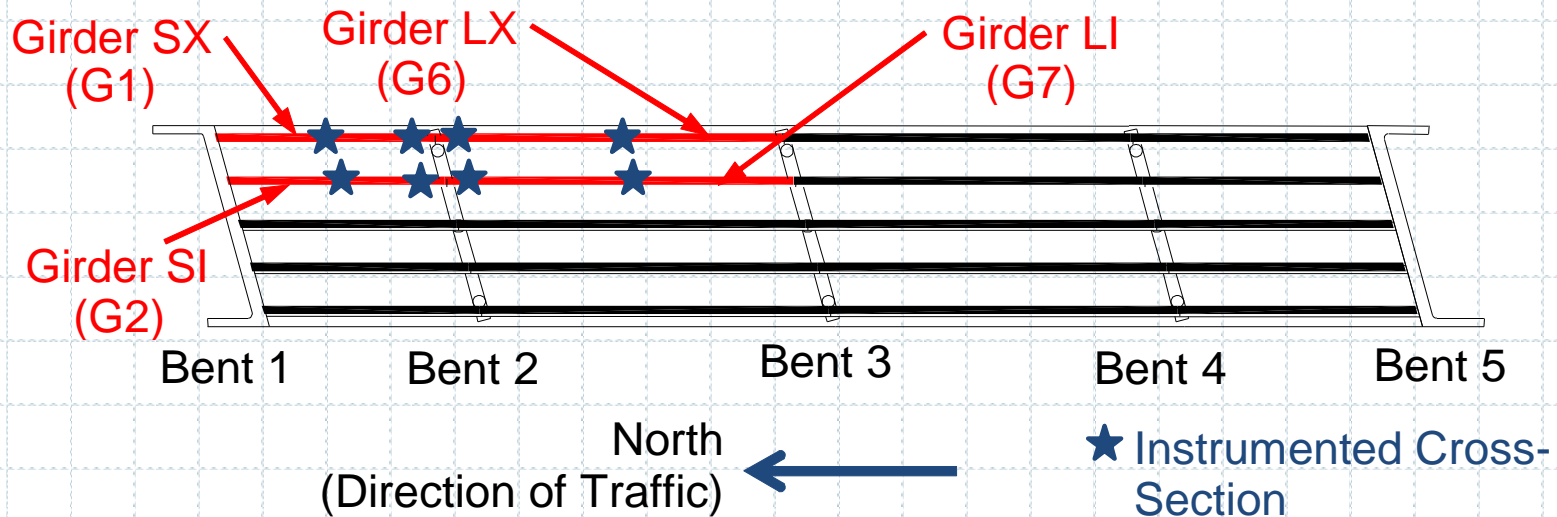 Girder SX
(G1)
Girder LX
(G6)
Girder LI
(G7)
Girder SI
(G2)
Bent 1
Bent 2
Bent 3
Bent 4
Bent 5
North
(Direction of Traffic)
Instrumented Cross-
Section